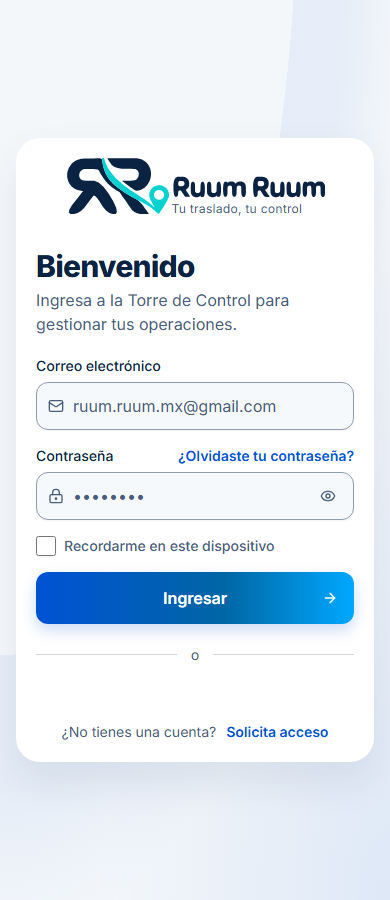 Ruum Ruum
Tu traslado, tu control
Bienvenido
Ingresa a la Torre de Control para
gestionar tus operaciones.
Correo electrónico
ruum.ruum.mx@gmail.com
Contraseña ¿Olvidaste tu contraseña?
••••••••
Recordarme en este dispositivo
Ingresar →
o
¿No tienes una cuenta? Solicita acceso